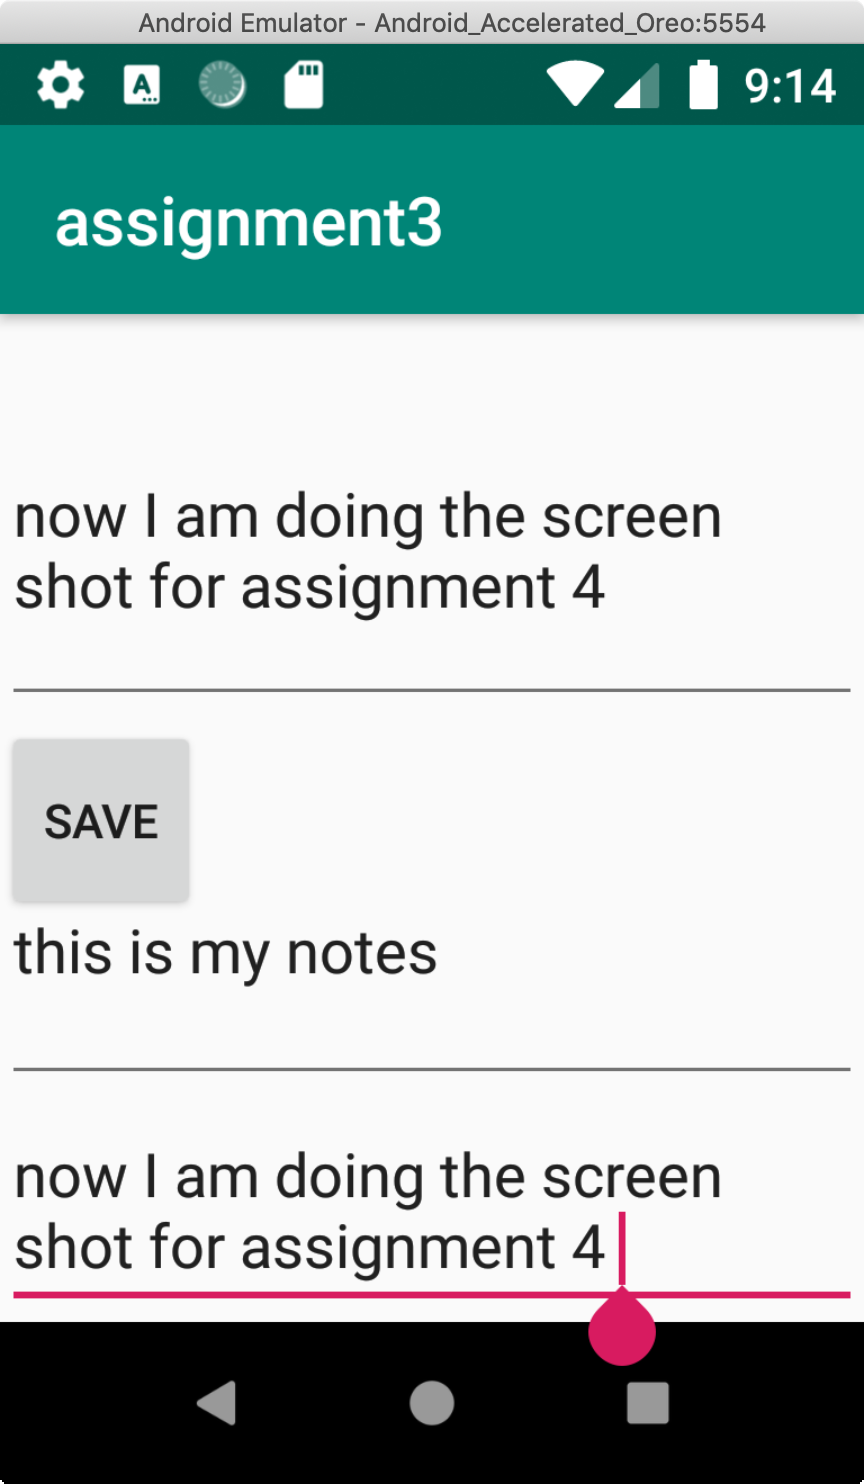 Android Emulator - Android_Accelerated_Oreo:5554
A
9:14
assignment3
now I am doing the screen
shot for assignment 4
SAVE
this is my notes
now I am doing the screen
shot for assignment 4